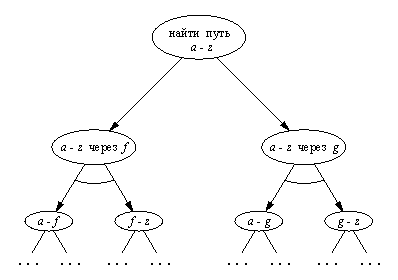 найти путь
a - z
a - z через f
a - z через g
a - f
f - z
a - g
g - z
. . . . . . . . . . . . . . . . . . . . . . . .